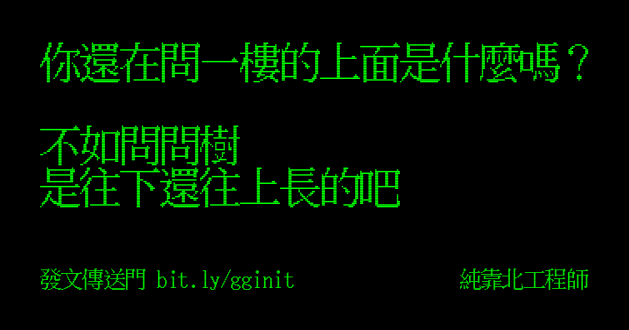 你還在問一樓的上面是什麼嗎？
不如問問樹
是往下還往上長的吧
發文傳送門 bit.ly/gginit
純靠北工程師